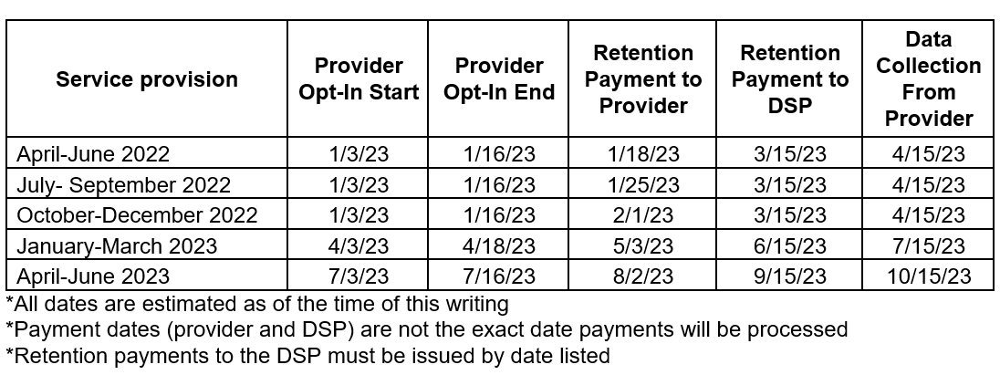 Service provision Provider Opt-In Start Provider Opt-In End Retention Payment to Provider Retention Payment to DSP Data Collection From Provider
April-June 2022 1/3/23 1/16/23 1/18/23 3/15/23 4/15/23
July- September 2022 1/3/23 1/16/23 1/25/23 3/15/23 4/15/23
October-December 2022 1/3/23 1/16/23 2/1/23 3/15/23 4/15/23
January-March 2023 4/3/23 4/18/23 5/3/23 6/15/23 7/15/23
April-June 2023 7/3/23 7/16/23 8/2/23 9/15/23 10/15/23
*All dates are estimated as of the time of this writing
*Payment dates (provider and DSP) are not the exact date payments will be processed
*Retention payments to the DSP must be issued by date listed